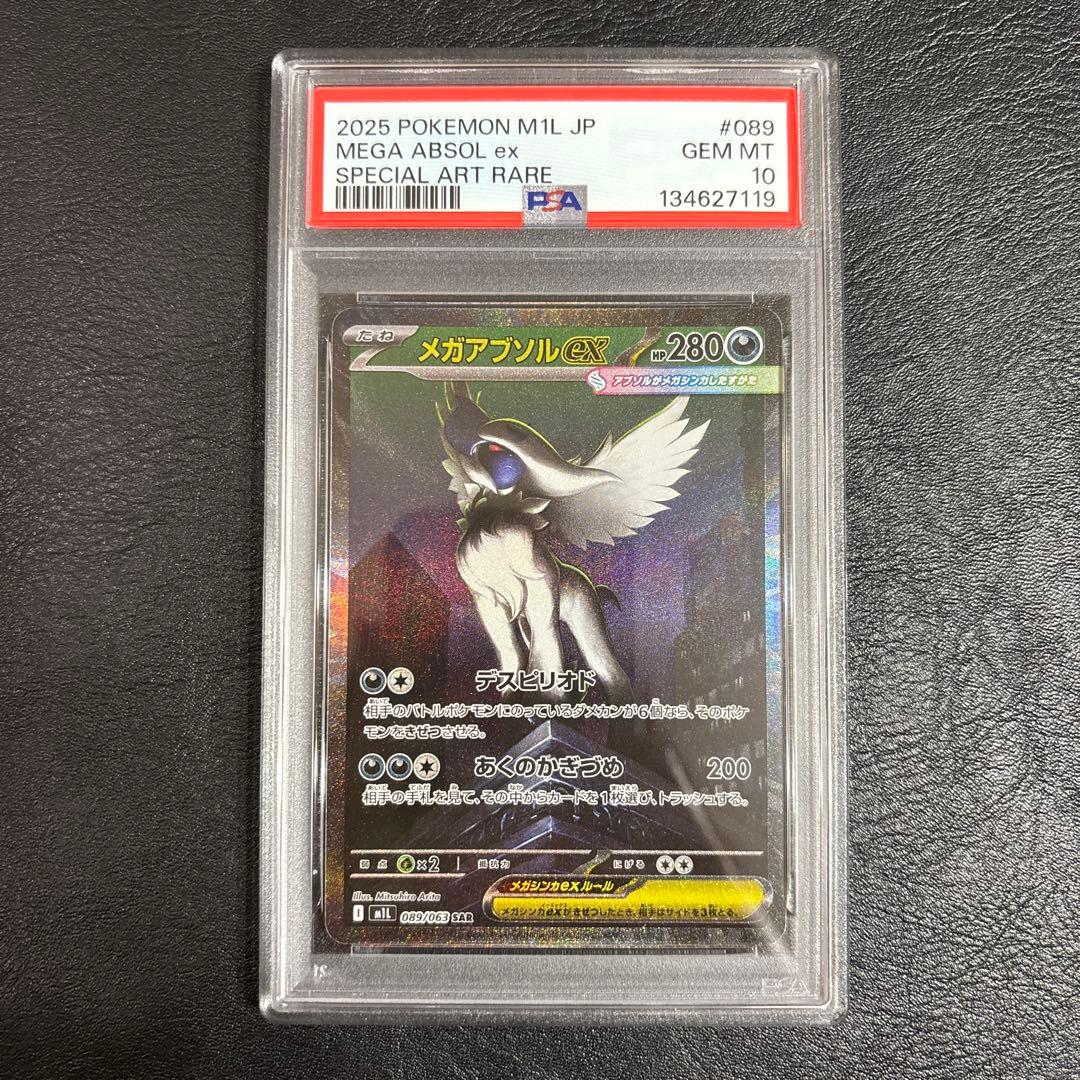 2025 POKEMON M1L JP #089
MEGA ABSOL ex GEM MT
SPECIAL ART RARE 10
PSA 134627119
たね メガアブソルex HP280
アブソルがメガシンカしたすがた
デスピリオド
相手のバトルポケモンにのっているダメカンが6個なら、そのポケ
モンをきぜつさせる。
あくのかぎづめ 200
相手の手札を見て、その中からカードを1枚選び、トラッシュする。
弱点 ×2 抵抗力 にげる
Illus. Mitsuhiro Arita
メガシンカexルール
メガシンカexがきぜつしたとき、相手はサイドを3枚とる。
I M1L 089/063 SAR